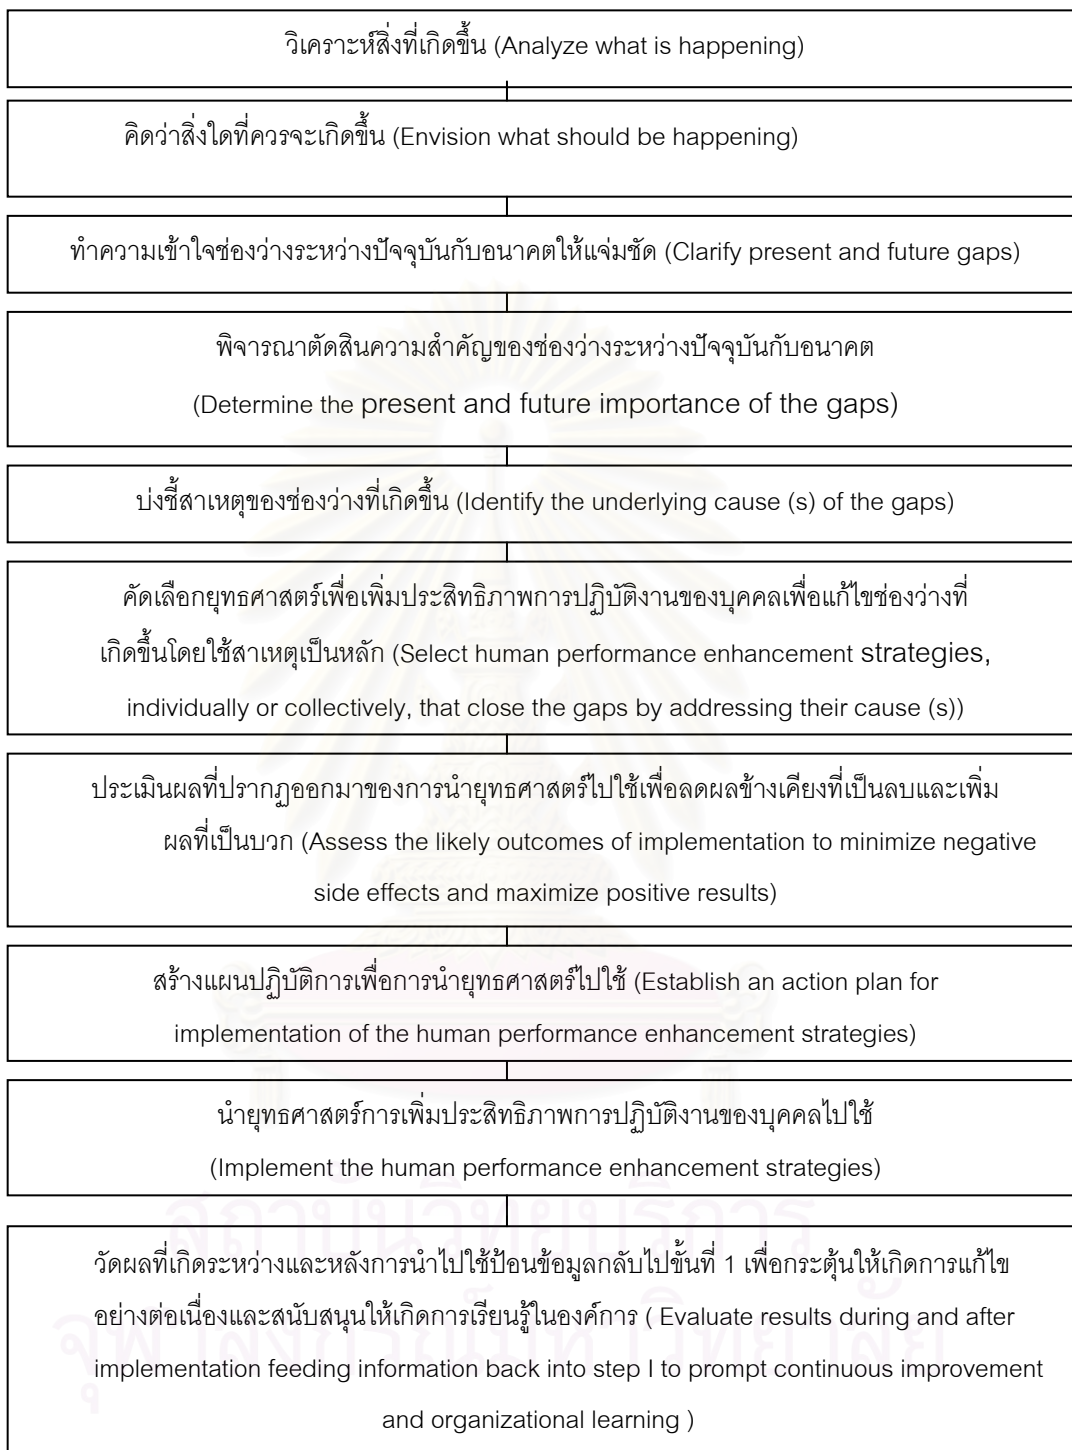 วิเคราะห์สิ่งที่เกิดขึ้น (Analyze what is happening)
คิดว่าสิ่งใดที่ควรจะเกิดขึ้น (Envision what should be happening)
ทำความเข้าใจช่องว่างระหว่างปัจจุบันกับอนาคตให้แจ่มชัด (Clarify present and future gaps)
พิจารณาตัดสินความสำคัญของช่องว่างระหว่างปัจจุบันกับอนาคต
(Determine the present and future importance of the gaps)
บ่งชี้สาเหตุของช่องว่างที่เกิดขึ้น (Identify the underlying cause (s) of the gaps)
คัดเลือกยุทธศาสตร์เพื่อเพิ่มประสิทธิภาพการปฏิบัติงานของบุคคลเพื่อแก้ไขช่องว่างที่
เกิดขึ้นโดยใช้สาเหตุเป็นหลัก (Select human performance enhancement strategies,
individually or collectively, that close the gaps by addressing their cause (s))
ประเมินผลที่ปรากฏออกมาของการนำยุทธศาสตร์ไปใช้เพื่อลดผลข้างเคียงที่เป็นลบและเพิ่ม
ผลที่เป็นบวก (Assess the likely outcomes of implementation to minimize negative
side effects and maximize positive results)
สร้างแผนปฏิบัติการเพื่อการนำยุทธศาสตร์ไปใช้ (Establish an action plan for
implementation of the human performance enhancement strategies)
นำยุทธศาสตร์การเพิ่มประสิทธิภาพการปฏิบัติงานของบุคคลไปใช้
(Implement the human performance enhancement strategies)
สถาบันวิทยบริการ
วัดผลที่เกิดระหว่างและหลังการนำไปใช้ป้อนข้อมูลกลับไปขั้นที่ 1 เพื่อกระตุ้นให้เกิดการแก้ไข
อย่างต่อเนื่องและสนับสนุนให้เกิดการเรียนรู้ในองค์การ ( Evaluate results during and after
จุฬาลงกรณ์มหาวิทยาลัย
implementation feeding information back into step I to prompt continuous improvement
and organizational learning )